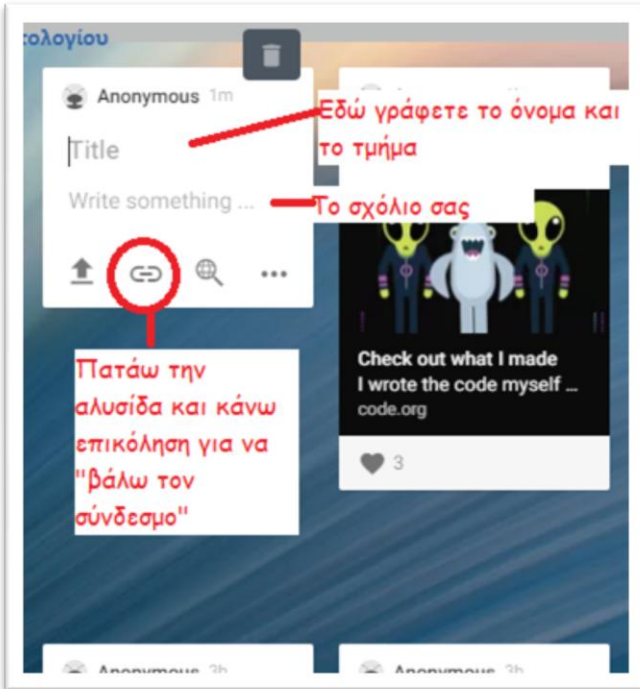 τολογίου
Anonymous 1m
Title
Write something ...
Εδώ γράφετε το όνομα και
το τμήμα
Το σχόλιο σας
Πατάω την
αλυσίδα και κάνω
επικόληση για να
"βάλω τον
σύνδεσμο"
Check out what I made
I wrote the code myself ...
code.org
3
Anonymous 3h
Anonymous 3h